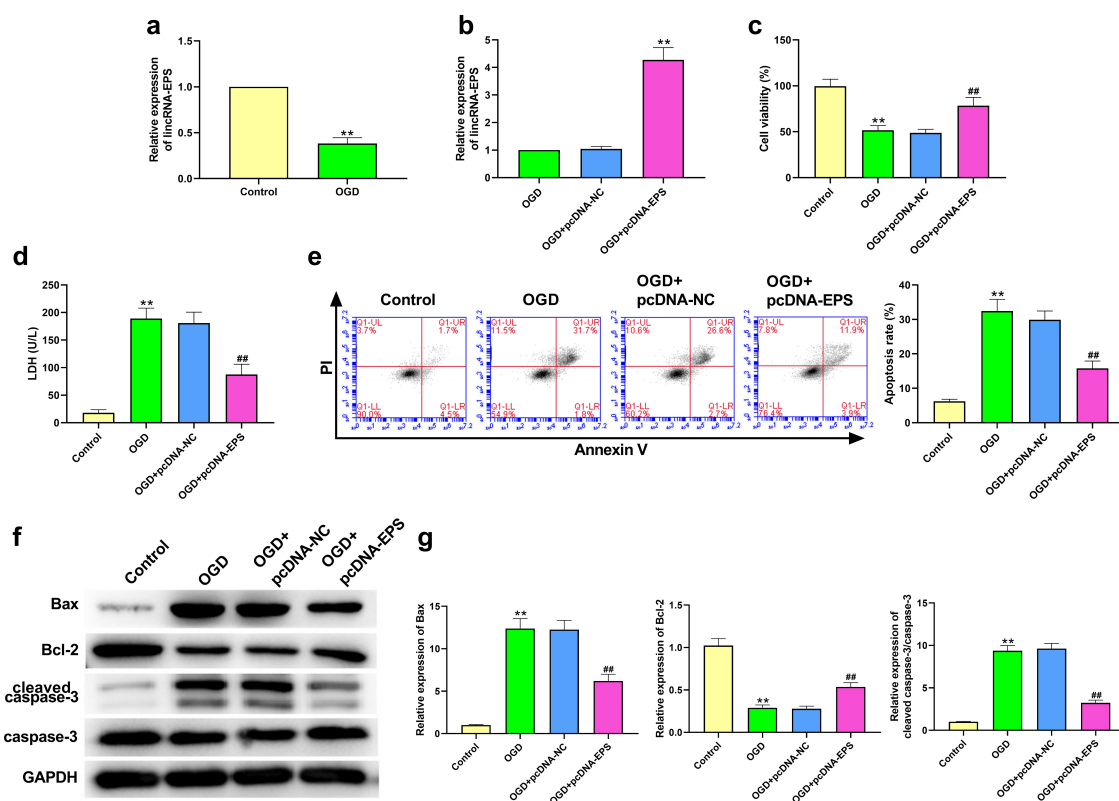 a
Relative expression
of lincRNA-EPS
1.5
1.0
0.5
0.0
**
Control
OGD
b
Relative expression
of lincRNA-EPS
5
4
3
2
1
0
**
OGD
OGD+pcDNA-NC
OGD+pcDNA-EPS
c
Cell viability (%)
150
100
50
0
**
##
Control
OGD
OGD+pcDNA-NC
OGD+pcDNA-EPS
d
LDH (U/L)
250
200
150
100
50
0
**
##
Control
OGD
OGD+pcDNA-NC
OGD+pcDNA-EPS
e
PI
Annexin V
Control
Q1-UL
3.7%
Q1-UR
1.7%
Q1-LL
90.0%
Q1-LR
4.5%
OGD
Q1-UL
11.5%
Q1-UR
31.7%
Q1-LL
54.9%
Q1-LR
1.8%
OGD+
pcDNA-NC
Q1-UL
10.6%
Q1-UR
26.6%
Q1-LL
60.2%
Q1-LR
2.7%
OGD+
pcDNA-EPS
Q1-UL
7.8%
Q1-UR
11.9%
Q1-LL
76.4%
Q1-LR
3.9%
Apoptosis rate (%)
40
30
20
10
0
**
##
Control
OGD
OGD+pcDNA-NC
OGD+pcDNA-EPS
f
Control
OGD
OGD+
pcDNA-NC
OGD+
pcDNA-EPS
Bax
Bcl-2
cleaved
caspase-3
caspase-3
GAPDH
g
Relative expression of Bax
15
10
5
0
**
##
Control
OGD
OGD+pcDNA-NC
OGD+pcDNA-EPS
Relative expression of Bcl-2
1.5
1.0
0.5
0.0
**
##
Control
OGD
OGD+pcDNA-NC
OGD+pcDNA-EPS
Relative expression of
cleaved caspase-3/caspase-3
15
10
5
0
**
##
Control
OGD
OGD+pcDNA-NC
OGD+pcDNA-EPS